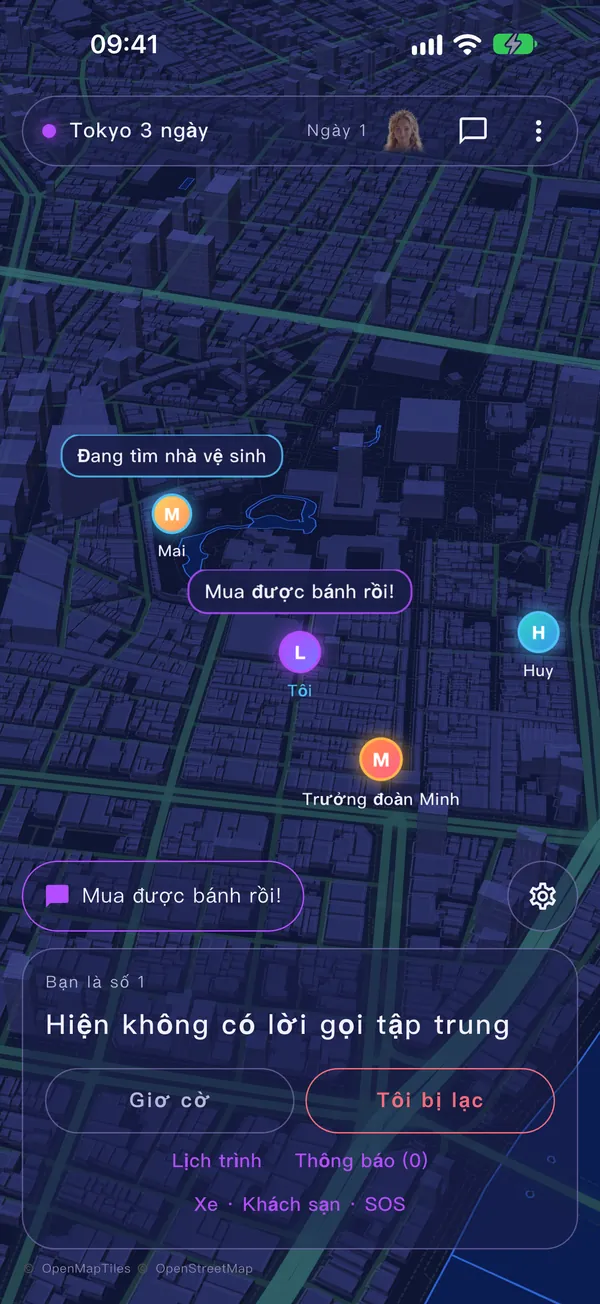 09:41
Tokyo 3 ngày
Ngày 1
Đang tìm nhà vệ sinh
M
Mai
Mua được bánh rồi!
L
Tôi
H
Huy
M
Trưởng đoàn Minh
Mua được bánh rồi!
Bạn là số 1
Hiện không có lời gọi tập trung
Giơ cờ
Tôi bị lạc
Lịch trình
Thông báo (0)
Xe · Khách sạn · SOS
© OpenMapTiles © OpenStreetMap